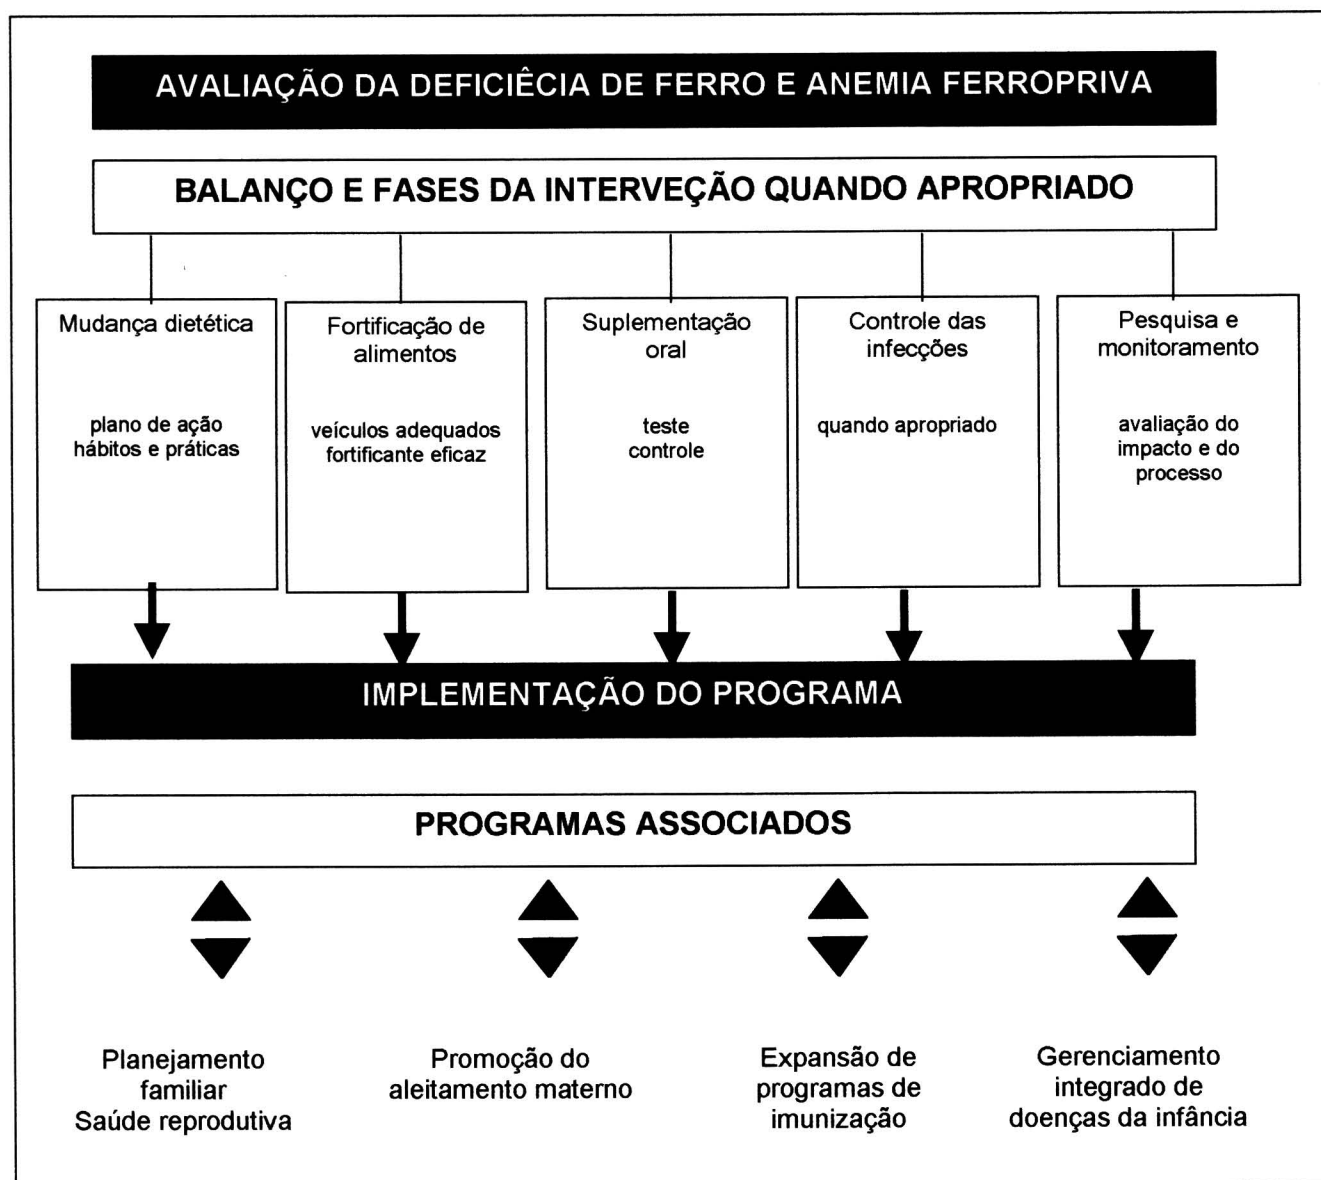 AVALIAÇÃO DA DEFICIÊCIA DE FERRO E ANEMIA FERROPRIVA
BALANÇO E FASES DA INTERVEÇÃO QUANDO APROPRIADO
Mudança dietética
plano de ação
hábitos e práticas
Fortificação de
alimentos
veículos adequados
fortificante eficaz
Suplementação
oral
teste
controle
Controle das
infecções
quando apropriado
Pesquisa e
monitoramento
avaliação do
impacto e do
processo
IMPLEMENTAÇÃO DO PROGRAMA
PROGRAMAS ASSOCIADOS
Planejamento
familiar
Saúde reprodutiva
Promoção do
aleitamento materno
Expansão de
programas de
imunização
Gerenciamento
integrado de
doenças da infância